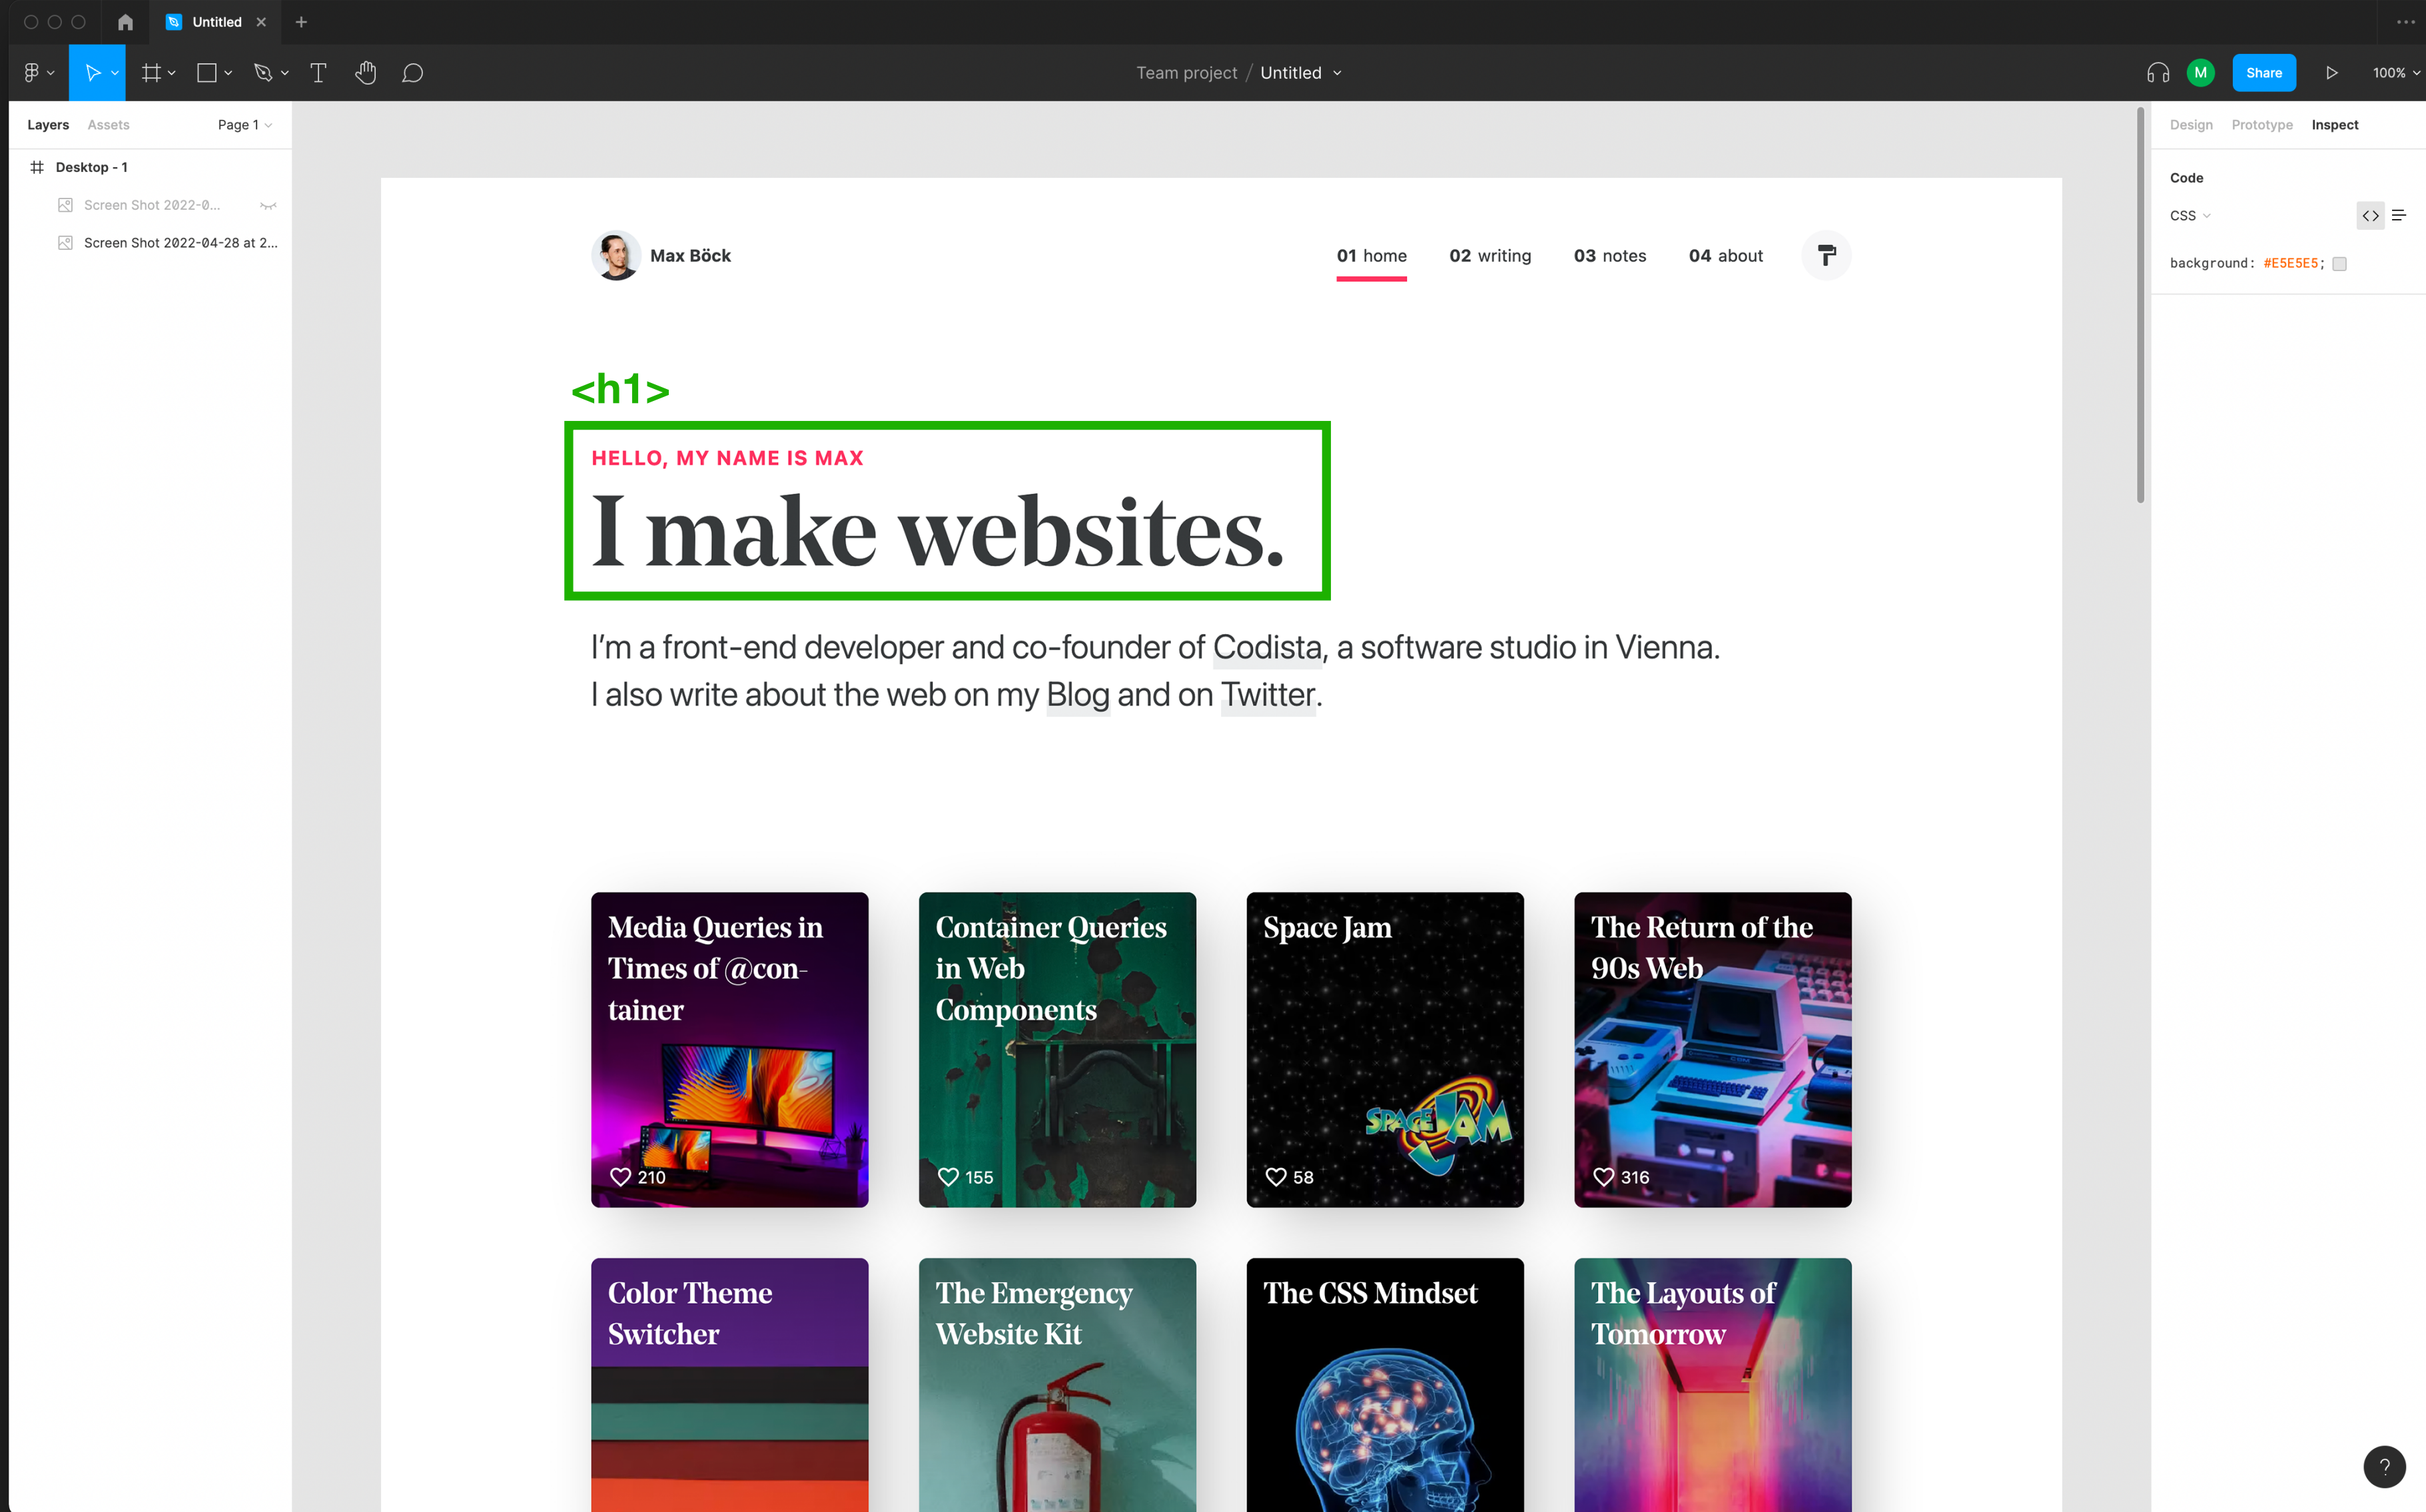 Untitled
Team project / Untitled
M
Share
100%
Layers
Assets
Page 1
Desktop - 1
Screen Shot 2022-0...
Screen Shot 2022-04-28 at 2...
Design
Prototype
Inspect
Code
CSS
background: #E5E5E5;
Max Böck
01 home
02 writing
03 notes
04 about
<h1>
HELLO, MY NAME IS MAX
I make websites.
I’m a front-end developer and co-founder of Codista, a software studio in Vienna.
I also write about the web on my Blog and on Twitter.
Media Queries in
Times of @con-
tainer
210
Container Queries
in Web
Components
155
Space Jam
SPACE JAM
58
The Return of the
90s Web
316
Color Theme
Switcher
The Emergency
Website Kit
The CSS Mindset
The Layouts of
Tomorrow
?